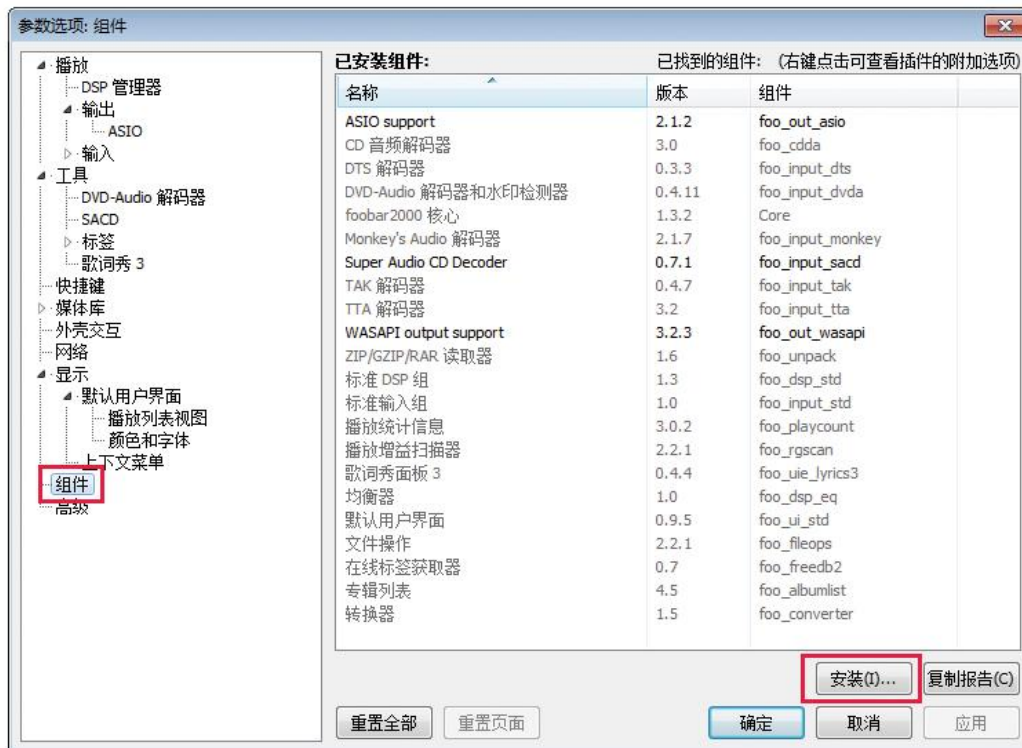 参数选项: 组件
播放
DSP 管理器
输出
ASIO
输入
工具
DVD-Audio 解码器
SACD
标签
歌词秀 3
快捷键
媒体库
外壳交互
网络
显示
默认用户界面
播放列表视图
颜色和字体
上下文菜单
组件
高级
已安装组件: 已找到的组件: (右键点击可查看插件的附加选项)
名称 版本 组件
ASIO support 2.1.2 foo_out_asio
CD 音频解码器 3.0 foo_cdda
DTS 解码器 0.3.3 foo_input_dts
DVD-Audio 解码器和水印检测器 0.4.11 foo_input_dvda
foobar2000 核心 1.3.2 Core
Monkey's Audio 解码器 2.1.7 foo_input_monkey
Super Audio CD Decoder 0.7.1 foo_input_sacd
TAK 解码器 0.4.7 foo_input_tak
TTA 解码器 3.2 foo_input_tta
WASAPI output support 3.2.3 foo_out_wasapi
ZIP/GZIP/RAR 读取器 1.6 foo_unpack
标准 DSP 组 1.3 foo_dsp_std
标准输入组 1.0 foo_input_std
播放统计信息 3.0.2 foo_playcount
播放增益扫描器 2.2.1 foo_rgscan
歌词秀面板 3 0.4.4 foo_uie_lyrics3
均衡器 1.0 foo_dsp_eq
默认用户界面 0.9.5 foo_ui_std
文件操作 2.2.1 foo_fileops
在线标签获取器 0.7 foo_freedb2
专辑列表 4.5 foo_albumlist
转换器 1.5 foo_converter
安装(I)... 复制报告(C)
重置全部 重置页面 确定 取消 应用